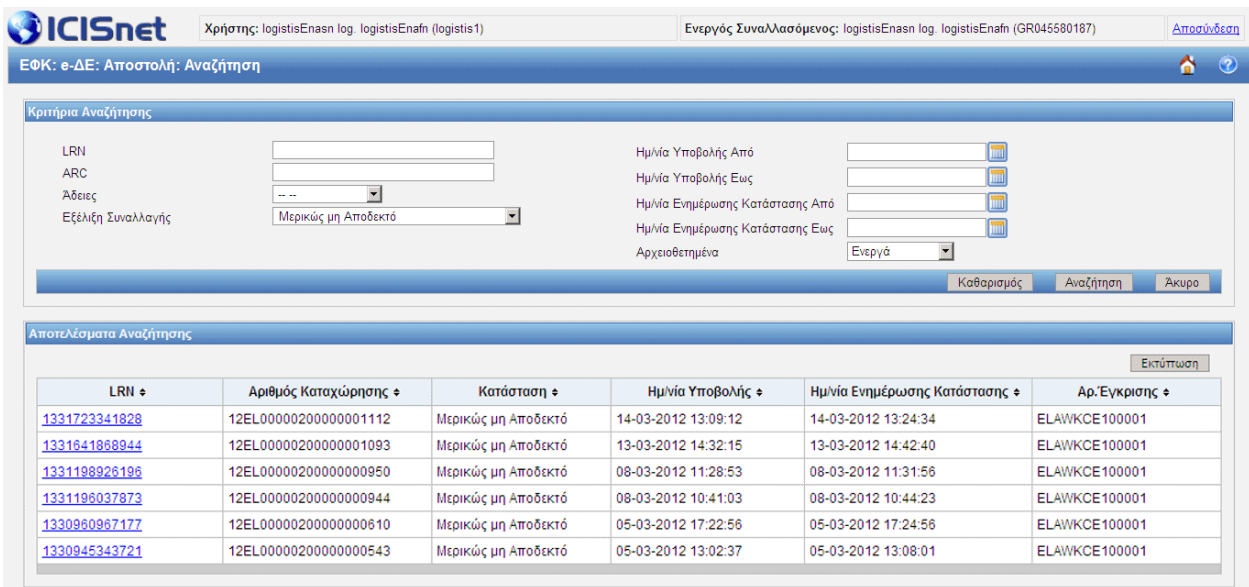 ICISnet Χρήστης: logistisEnasn log. logistisEnafn (logistis1) Ενεργός Συναλλασόμενος: logistisEnasn log. logistisEnafn (GR045580187) Αποσύνδεση
ΕΦΚ: e-ΔΕ: Αποστολή: Αναζήτηση
Κριτήρια Αναζήτησης
LRN
ARC
Άδειες -- --
Εξέλιξη Συναλλαγής Μερικώς μη Αποδεκτό
Ημ/νία Υποβολής Από
Ημ/νία Υποβολής Εως
Ημ/νία Ενημέρωσης Κατάστασης Από
Ημ/νία Ενημέρωσης Κατάστασης Εως
Αρχειοθετημένα Ενεργά
Καθαρισμός Αναζήτηση Άκυρο
Αποτελέσματα Αναζήτησης
Εκτύπωση
LRN Αριθμός Καταχώρησης Κατάσταση Ημ/νία Υποβολής Ημ/νία Ενημέρωσης Κατάστασης Αρ.Έγκρισης
1331723341828 12EL00000200000001112 Μερικώς μη Αποδεκτό 14-03-2012 13:09:12 14-03-2012 13:24:34 ELAWKCE100001
1331641868944 12EL00000200000001093 Μερικώς μη Αποδεκτό 13-03-2012 14:32:15 13-03-2012 14:42:40 ELAWKCE100001
1331198926196 12EL00000200000000950 Μερικώς μη Αποδεκτό 08-03-2012 11:28:53 08-03-2012 11:31:56 ELAWKCE100001
1331196037873 12EL00000200000000944 Μερικώς μη Αποδεκτό 08-03-2012 10:41:03 08-03-2012 10:44:23 ELAWKCE100001
1330960967177 12EL00000200000000610 Μερικώς μη Αποδεκτό 05-03-2012 17:22:56 05-03-2012 17:24:56 ELAWKCE100001
1330945343721 12EL00000200000000543 Μερικώς μη Αποδεκτό 05-03-2012 13:02:37 05-03-2012 13:08:01 ELAWKCE100001